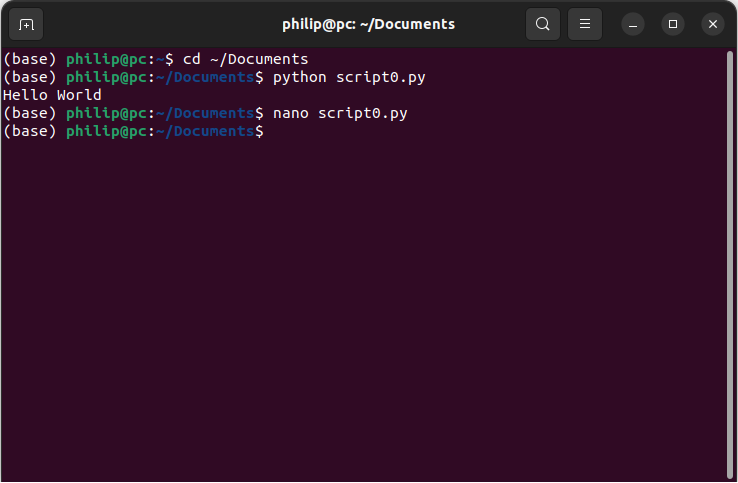 philip@pc: ~/Documents
(base) philip@pc:~$ cd ~/Documents
(base) philip@pc:~/Documents$ python script0.py
Hello World
(base) philip@pc:~/Documents$ nano script0.py
(base) philip@pc:~/Documents$